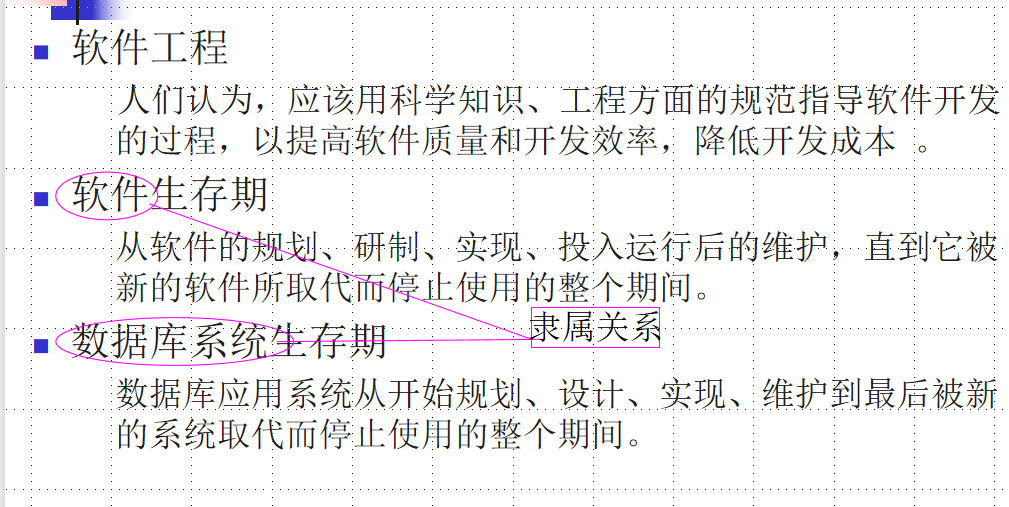 软件工程
人们认为，应该用科学知识、工程方面的规范指导软件开发
的过程，以提高软件质量和开发效率，降低开发成本 。
软件生存期
从软件的规划、研制、实现、投入运行后的维护，直到它被
新的软件所取代而停止使用的整个期间。
隶属关系
数据库系统生存期
数据库应用系统从开始规划、设计、实现、维护到最后被新
的系统取代而停止使用的整个期间。